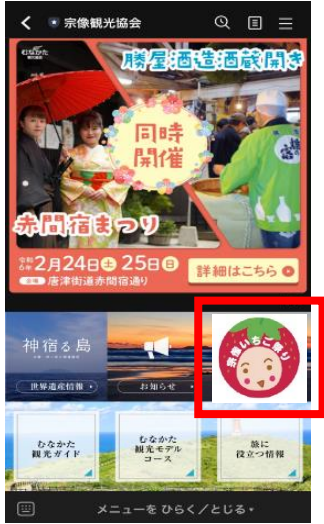 宗像観光協会
むなかた
勝屋酒造酒蔵開き
同時
開催
赤間宿まつり
令和6年 2月24日土 25日日
会場 唐津街道赤間宿通り
詳細はこちら
神宿る島
世界遺産情報
お知らせ
宗像いちご祭り
むなかた
観光ガイド
むなかた
観光モデル
コース
旅に
役立つ情報
メニューを ひらく／とじる